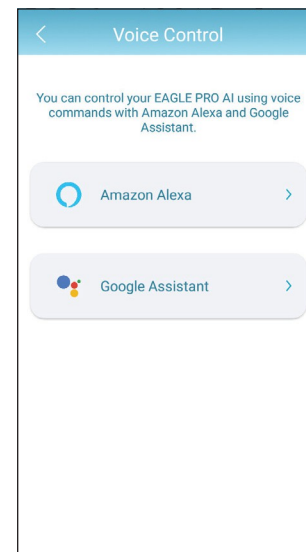 Voice Control
You can control your EAGLE PRO AI using voice
commands with Amazon Alexa and Google
Assistant.
Amazon Alexa
Google Assistant